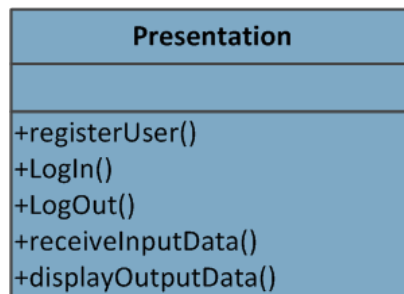 Presentation
+registerUser()
+LogIn()
+LogOut()
+receiveInputData()
+displayOutputData()